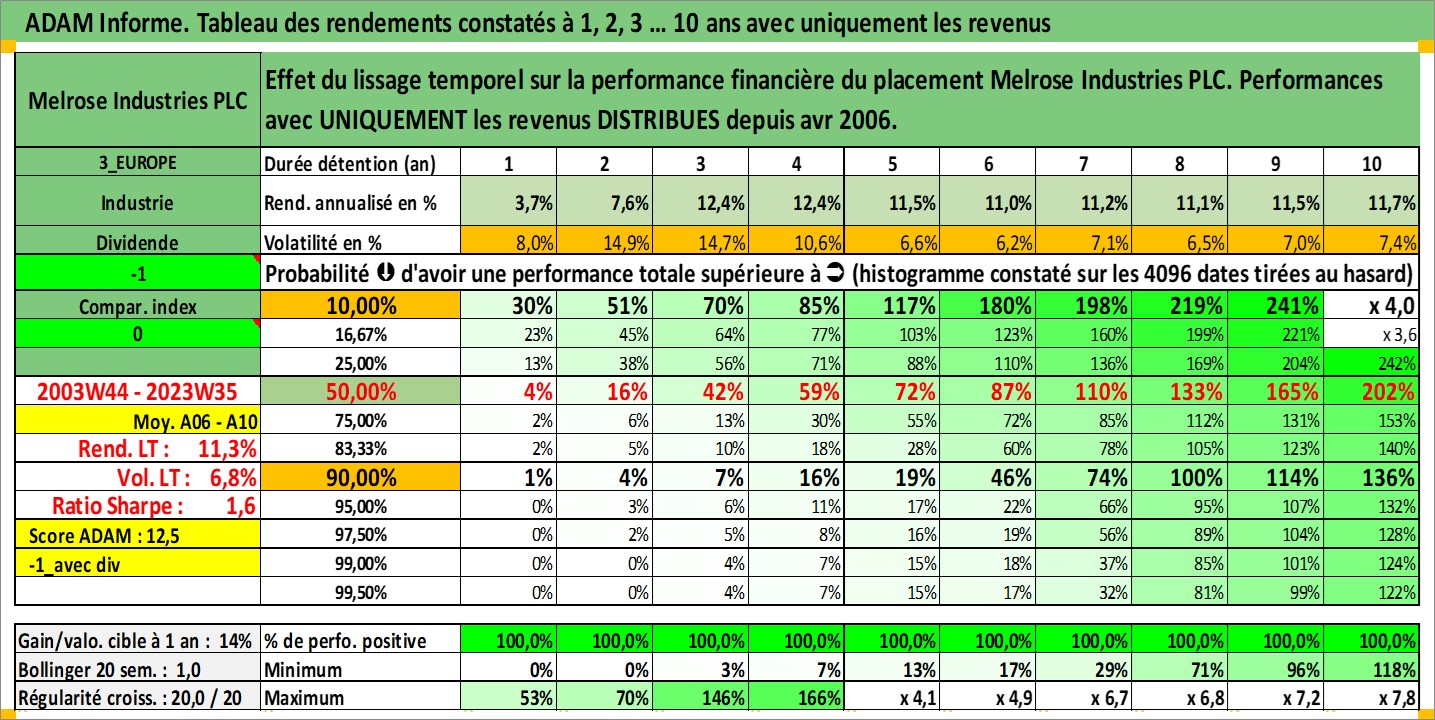 ADAM Informe. Tableau des rendements constatés à 1, 2, 3 ... 10 ans avec uniquement les revenus
Melrose Industries PLC
Effet du lissage temporel sur la performance financière du placement Melrose Industries PLC. Performances
avec UNIQUEMENT les revenus DISTRIBUES depuis avr 2006.
3_EUROPE Durée détention (an) 1 2 3 4 5 6 7 8 9 10
Industrie Rend. annualisé en % 3,7% 7,6% 12,4% 12,4% 11,5% 11,0% 11,2% 11,1% 11,5% 11,7%
Dividende Volatilité en % 8,0% 14,9% 14,7% 10,6% 6,6% 6,2% 7,1% 6,5% 7,0% 7,4%
-1 Probabilité ⬇ d'avoir une performance totale supérieure à ➲ (histogramme constaté sur les 4096 dates tirées au hasard)
Compar. index 10,00% 30% 51% 70% 85% 117% 180% 198% 219% 241% x 4,0
0 16,67% 23% 45% 64% 77% 103% 123% 160% 199% 221% x 3,6
25,00% 13% 38% 56% 71% 88% 110% 136% 169% 204% 242%
2003W44 - 2023W35 50,00% 4% 16% 42% 59% 72% 87% 110% 133% 165% 202%
Moy. A06 - A10 75,00% 2% 6% 13% 30% 55% 72% 85% 112% 131% 153%
Rend. LT : 11,3% 83,33% 2% 5% 10% 18% 28% 60% 78% 105% 123% 140%
Vol. LT : 6,8% 90,00% 1% 4% 7% 16% 19% 46% 74% 100% 114% 136%
Ratio Sharpe : 1,6 95,00% 0% 3% 6% 11% 17% 22% 66% 95% 107% 132%
Score ADAM : 12,5 97,50% 0% 2% 5% 8% 16% 19% 56% 89% 104% 128%
-1_avec div 99,00% 0% 0% 4% 7% 15% 18% 37% 85% 101% 124%
99,50% 0% 0% 4% 7% 15% 17% 32% 81% 99% 122%
Gain/valo. cible à 1 an : 14% % de perfo. positive 100,0% 100,0% 100,0% 100,0% 100,0% 100,0% 100,0% 100,0% 100,0% 100,0%
Bollinger 20 sem. : 1,0 Minimum 0% 0% 3% 7% 13% 17% 29% 71% 96% 118%
Régularité croiss. : 20,0 / 20 Maximum 53% 70% 146% 166% x 4,1 x 4,9 x 6,7 x 6,8 x 7,2 x 7,8